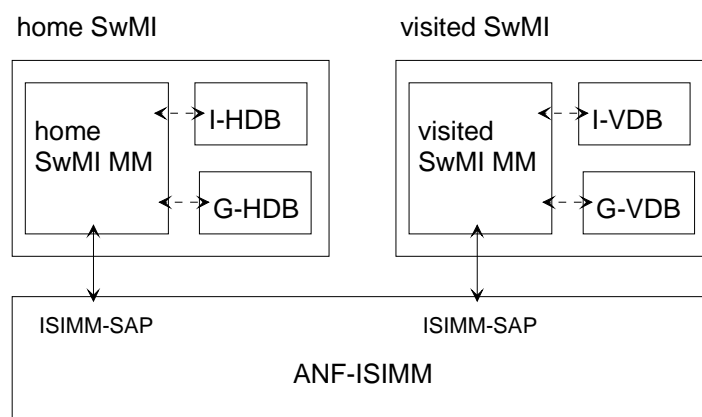 home SwMI
visited SwMI
home
SwMI MM
I-HDB
G-HDB
visited
SwMI MM
I-VDB
G-VDB
ISIMM-SAP
ISIMM-SAP
ANF-ISIMM